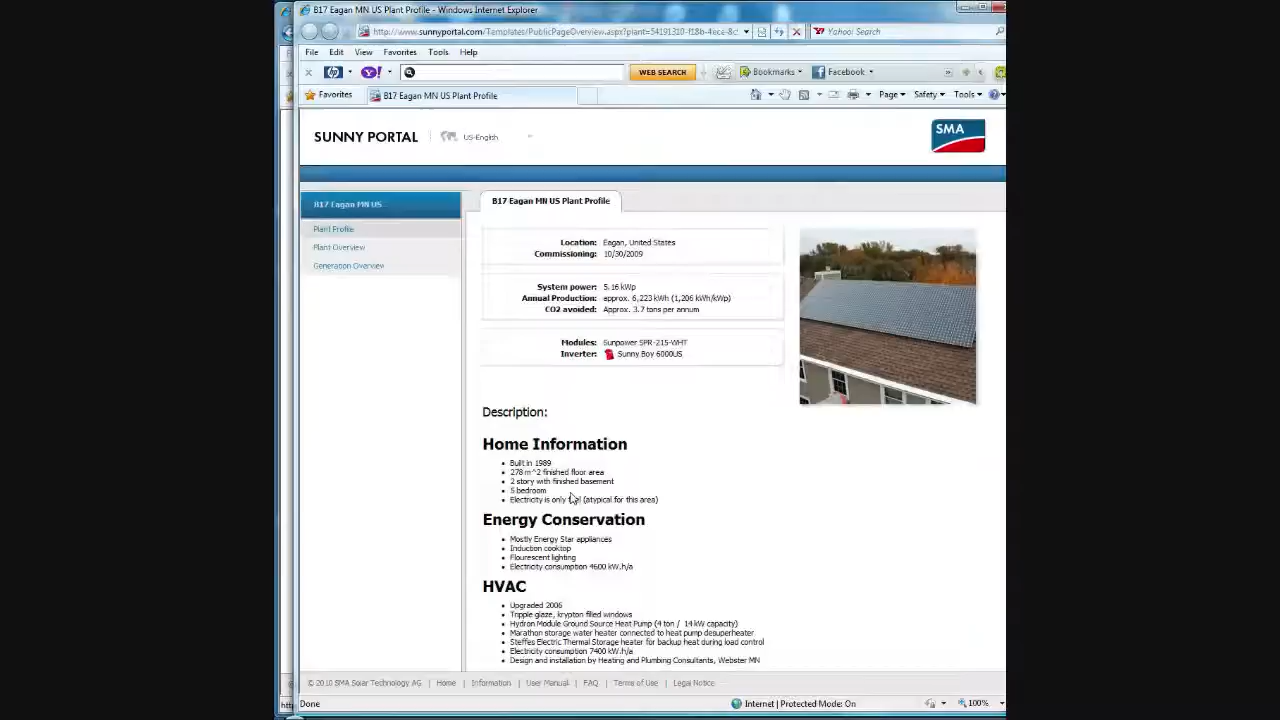 B17 Eagan MN US Plant Profile - Windows Internet Explorer
http://www.sunnyportal.com/Templates/PublicPageOverview.aspx?plant=54191310-f18b-4ece-8c
Yahoo! Search
File Edit View Favorites Tools Help
hp Y! WEB SEARCH Bookmarks Facebook »
Favorites B17 Eagan MN US Plant Profile Page Safety Tools
SUNNY PORTAL US-English SMA
B17 Eagan MN US
Plant Profile
Plant Overview
Generation Overview
B17 Eagan MN US Plant Profile
Location: Eagan, United States
Commissioning: 10/30/2009
System power: 5.16 kWp
Annual Production: approx. 6,223 kWh (1,206 kWh/kWp)
CO2 avoided: Approx. 3.7 tons per annum
Modules: Sunpower SPR-215-WHT
Inverter: Sunny Boy 6000US
Description:
Home Information
• Built in 1989
• 278 m^2 finished floor area
• 2 story with finished basement
• 5 bedroom
• Electricity is only fuel (atypical for this area)
Energy Conservation
• Mostly Energy Star appliances
• Induction cooktop
• Flourescent lighting
• Electricity consumption 4600 kW.h/a
HVAC
• Upgraded 2006
• Tripple glaze, krypton filled windows
• Hydron Module Ground Source Heat Pump (4 ton / 14 kW capacity)
• Marathon storage water heater connected to heat pump desuperheater
• Steffes Electric Thermal Storage heater for backup heat during load control
• Electricity consumption 7400 kW.h/a
• Design and installation by Heating and Plumbing Consultants, Webster MN
© 2010 SMA Solar Technology AG | Home | Information | User Manual | FAQ | Terms of Use | Legal Notice
Done Internet | Protected Mode: On 100%